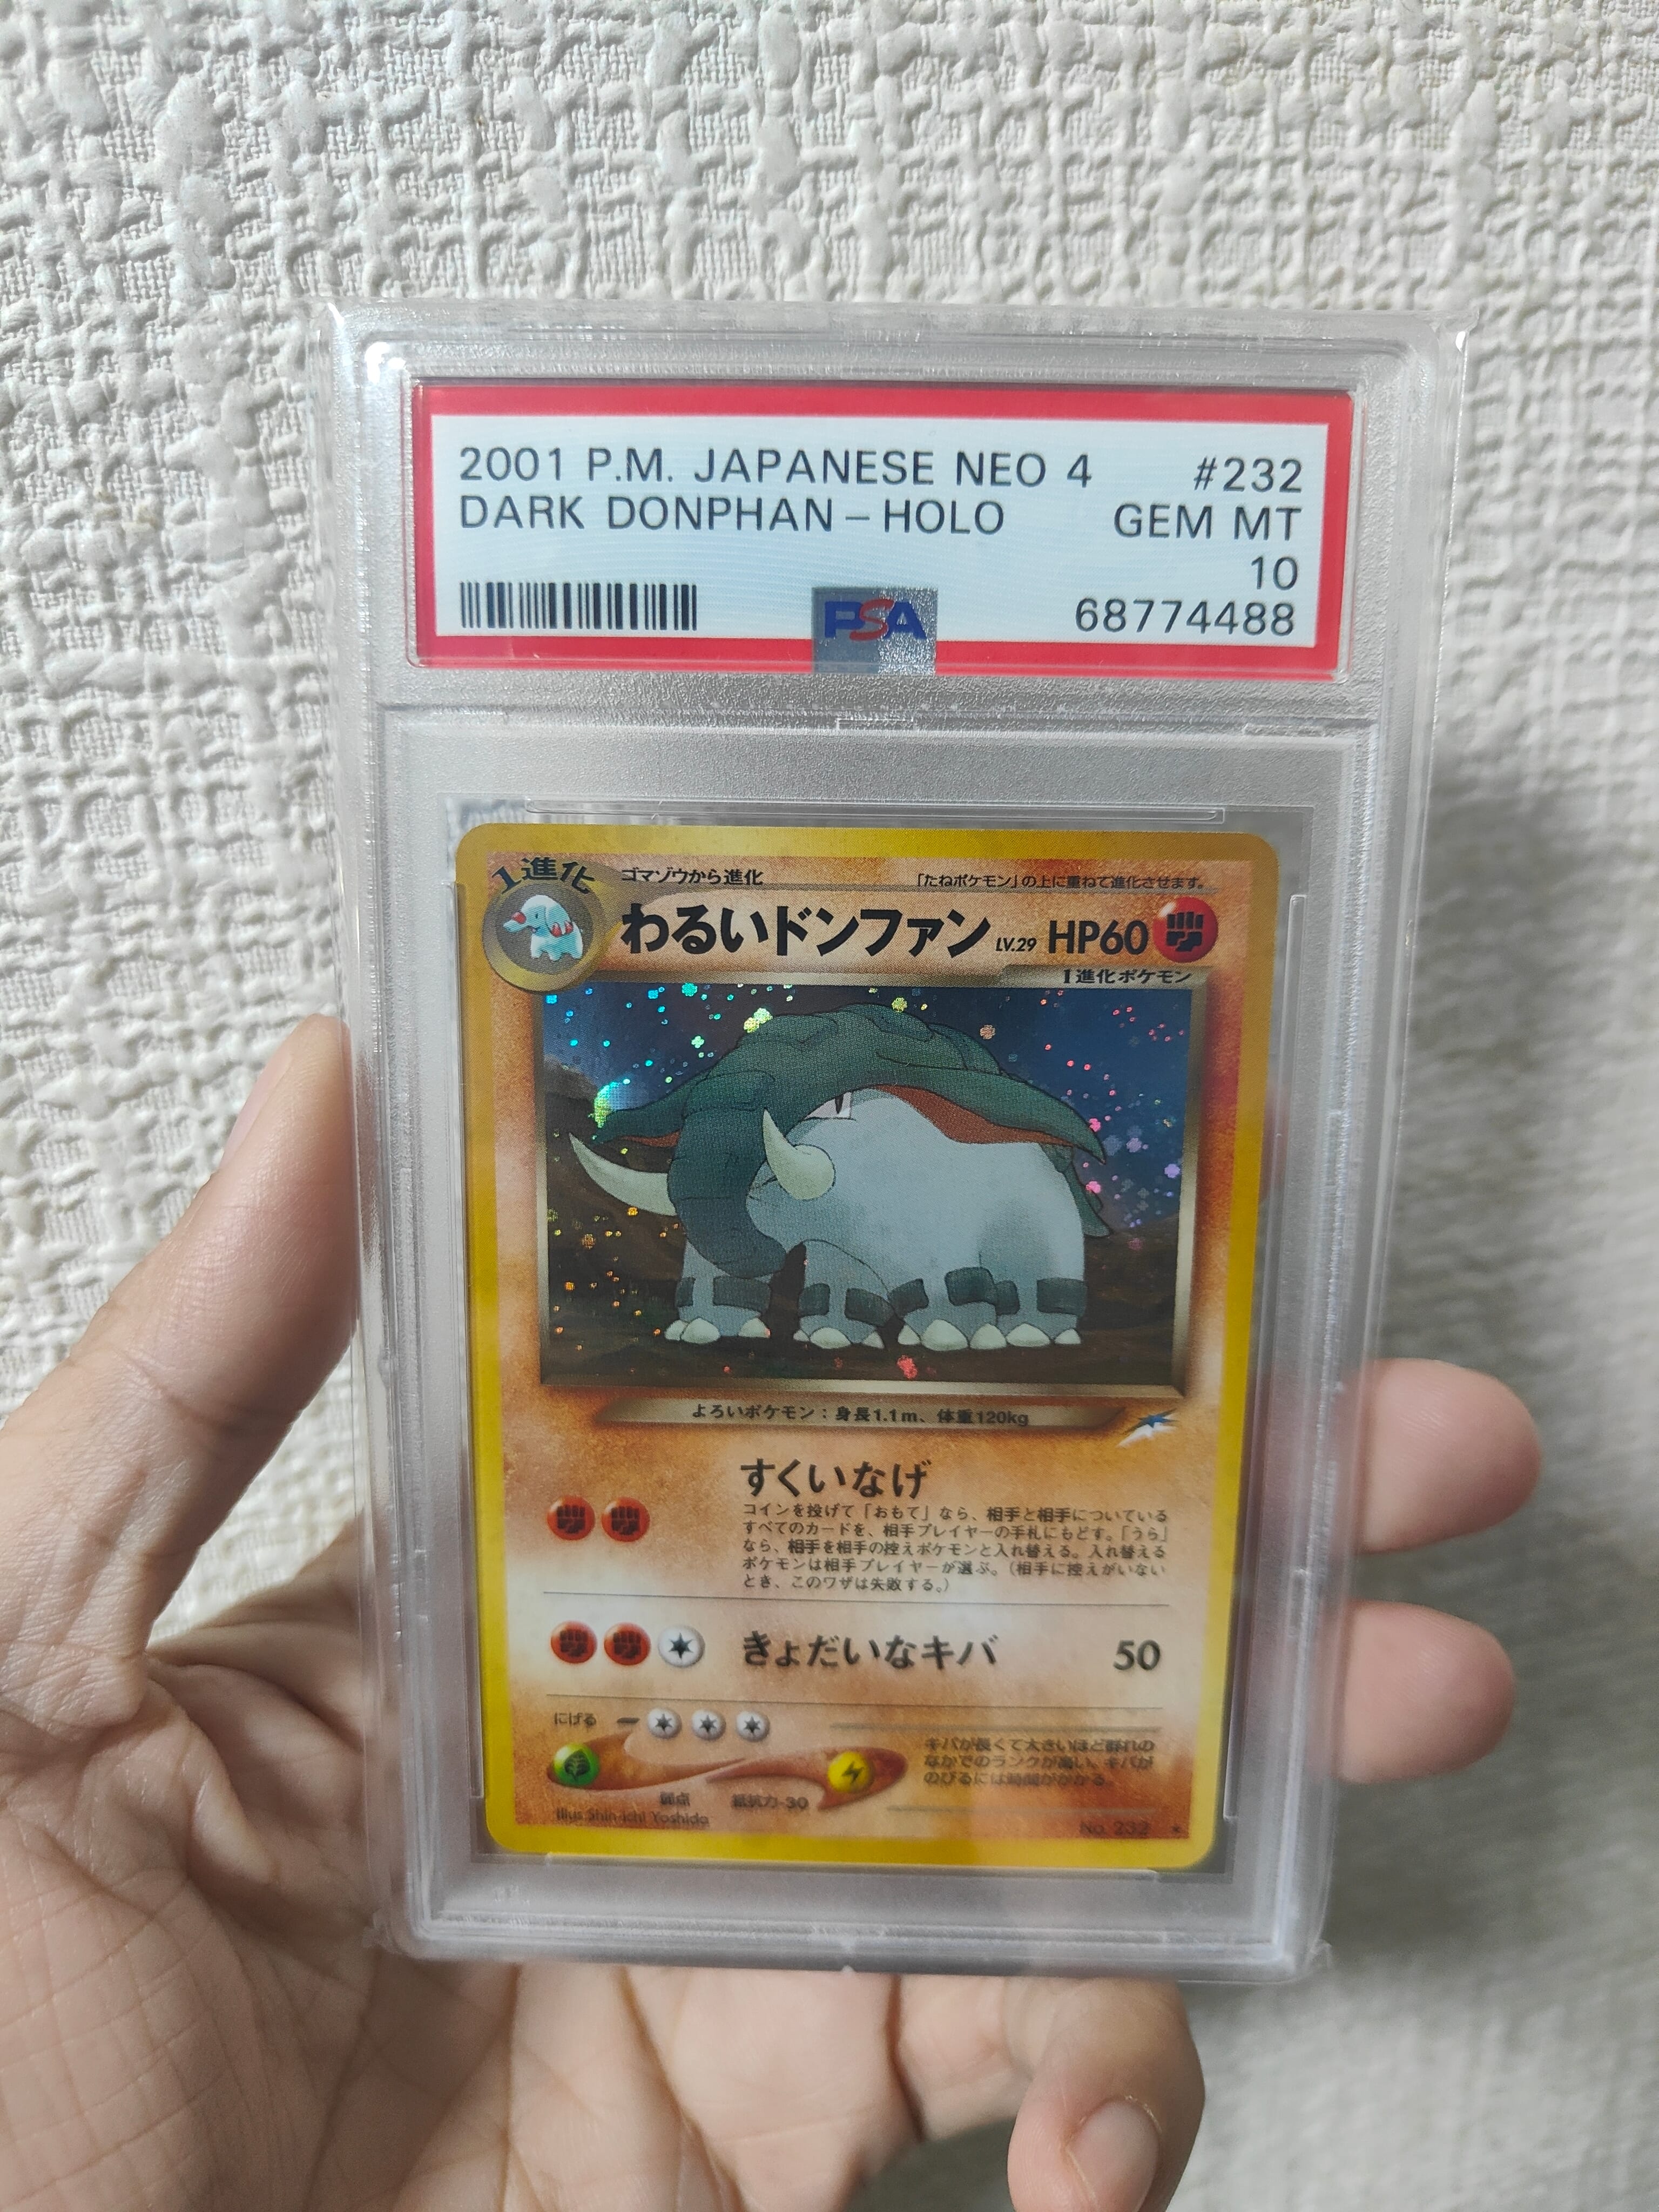 2001 P.M. JAPANESE NEO 4 #232
DARK DONPHAN - HOLO GEM MT
10
PSA 68774488
1進化 ゴマゾウから進化 「たねポケモン」の上に重ねて進化させます。
わるいドンファン LV.29 HP60
1進化ポケモン
よろいポケモン:身長1.1m、体重120kg
すくいなげ
コインを投げて「おもて」なら、相手と相手についている
すべてのカードを、相手プレイヤーの手札にもどす。「うら」
なら、相手を相手の控えポケモンと入れ替える。入れ替える
ポケモンは相手プレイヤーが選ぶ。(相手に控えがいない
とき、このワザは失敗する。)
きょだいなキバ 50
にげる
キバが長くて大きいほど群れの
なかでのランクが高い。キバが
のびるには時間がかかる。
弱点 抵抗力 -30
Illus. Shin-ichi Yoshida No. 232 ★